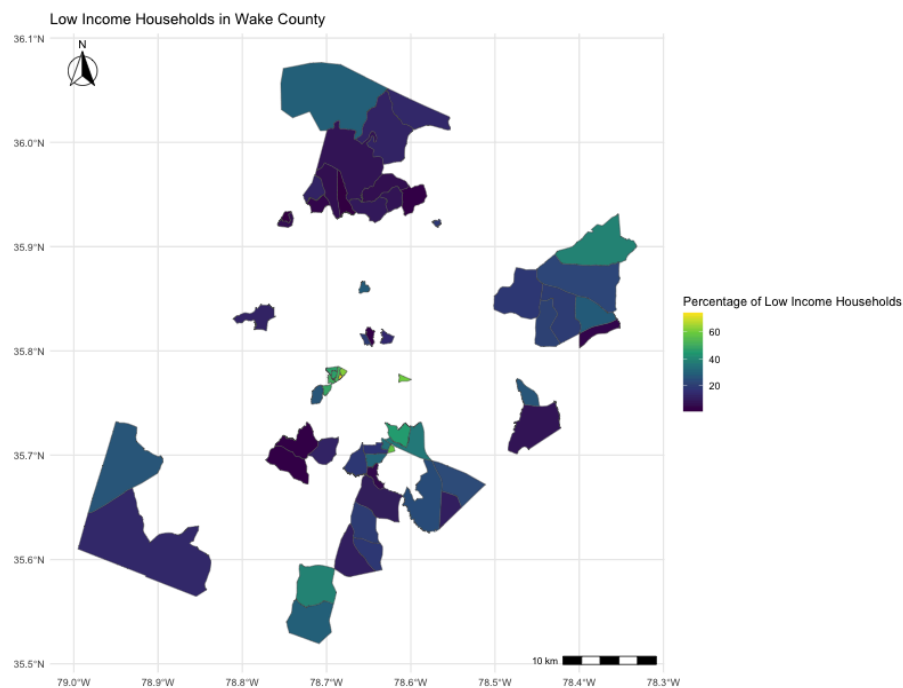 Low Income Households in Wake County
36.1°N
N
36.0°N
35.9°N
Percentage of Low Income Households
60
35.8°N
40
20
35.7°N
35.6°N
10 km
35.5°N
79.0°W 78.9°W 78.8°W 78.7°W 78.6°W 78.5°W 78.4°W 78.3°W